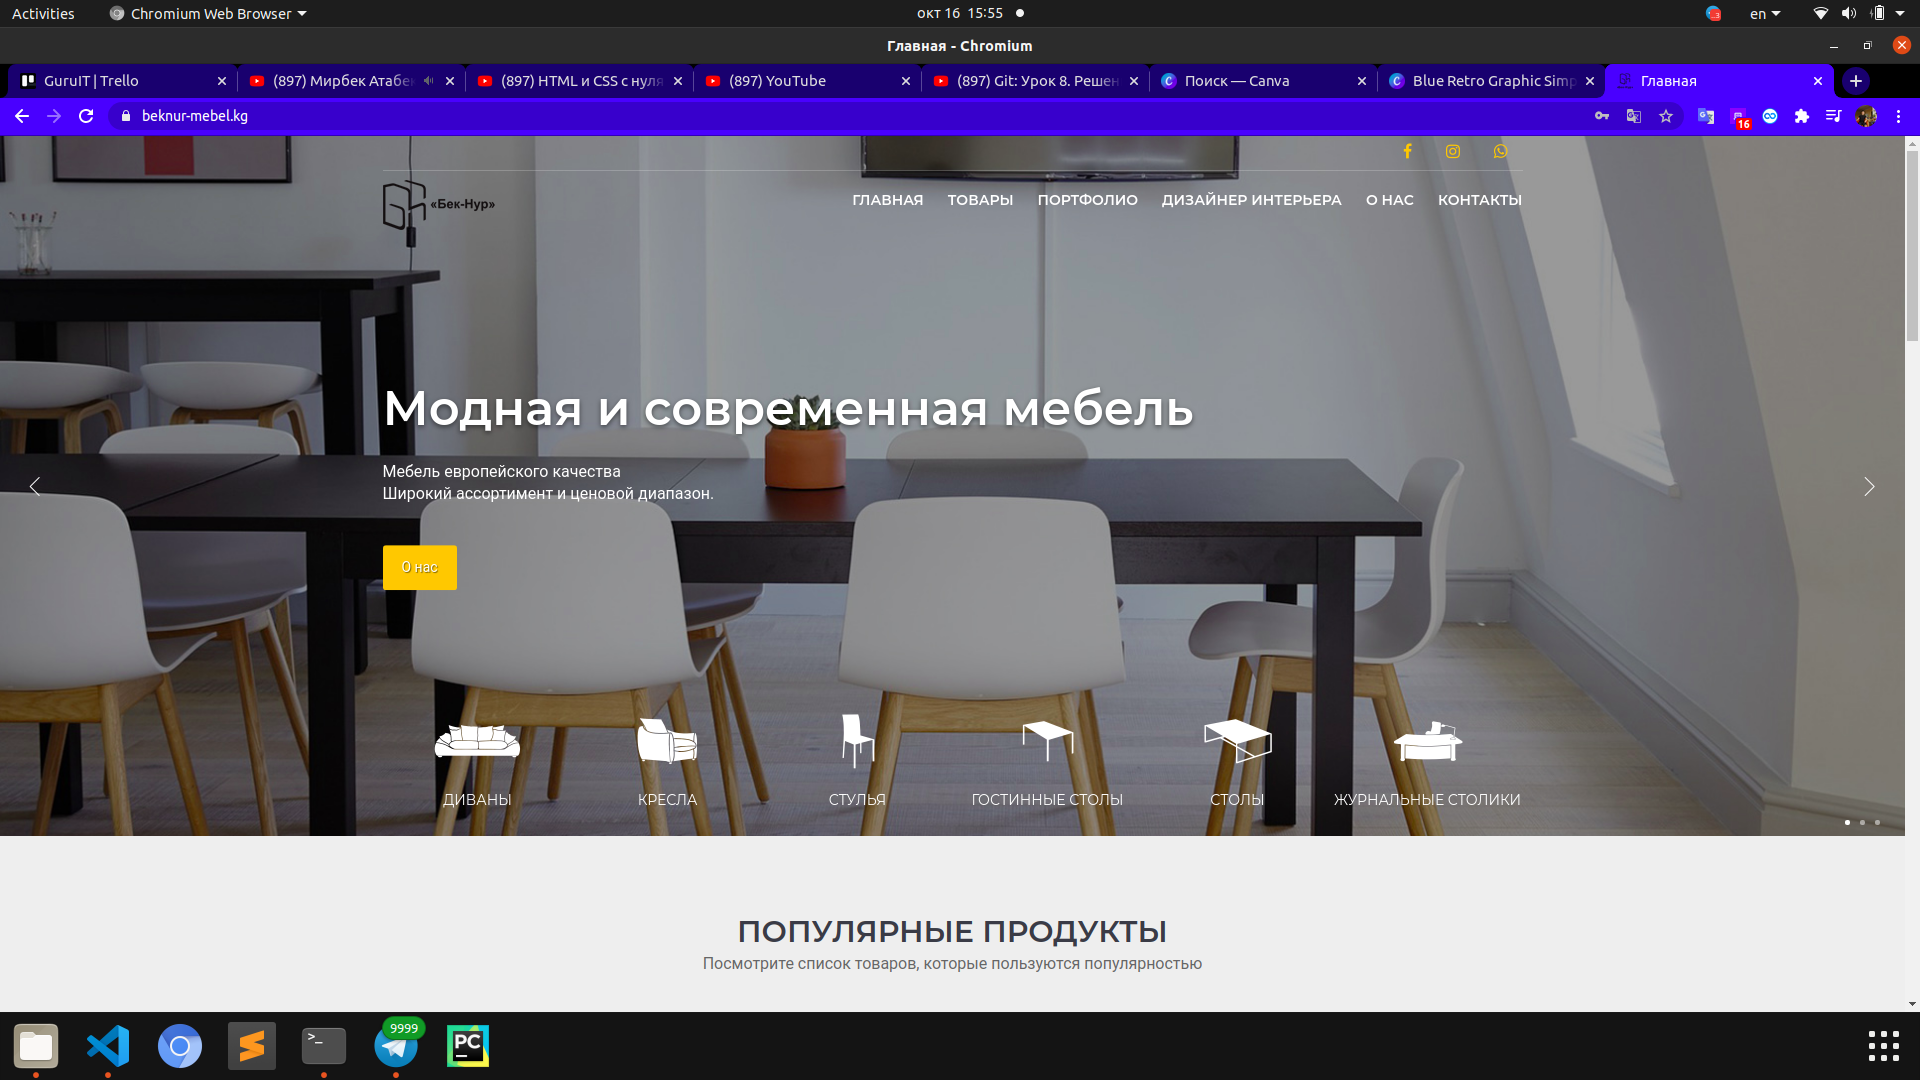 Activities
Chromium Web Browser
окт 16 15:55
en
Главная - Chromium
GuruIT | Trello
(897) Мирбек Атабек
(897) HTML и CSS с нуля
(897) YouTube
(897) Git: Урок 8. Решен
Поиск — Canva
Blue Retro Graphic Simp
Главная
beknur-mebel.kg
16
«Бек-Нур»
ГЛАВНАЯ
ТОВАРЫ
ПОРТФОЛИО
ДИЗАЙНЕР ИНТЕРЬЕРА
О НАС
КОНТАКТЫ
Модная и современная мебель
Мебель европейского качества
Широкий ассортимент и ценовой диапазон.
О нас
ДИВАНЫ
КРЕСЛА
СТУЛЬЯ
ГОСТИННЫЕ СТОЛЫ
СТОЛЫ
ЖУРНАЛЬНЫЕ СТОЛИКИ
ПОПУЛЯРНЫЕ ПРОДУКТЫ
Посмотрите список товаров, которые пользуются популярностью
>_
9999
PC